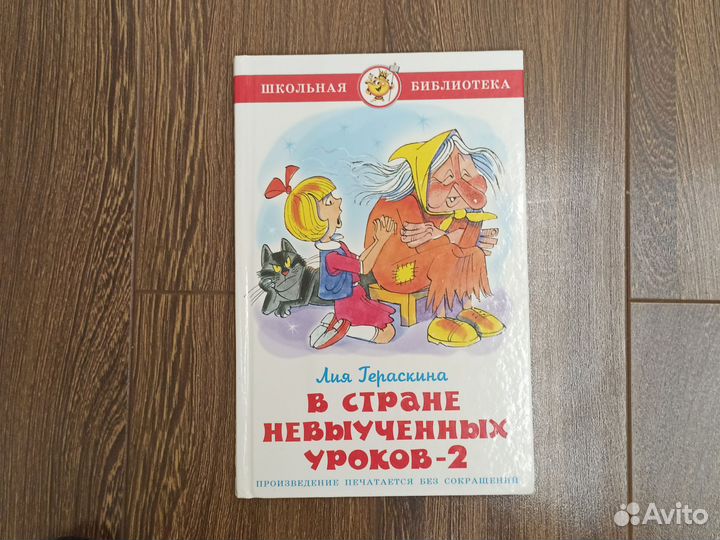 ШКОЛЬНАЯ БИБЛИОТЕКА
Лия Гераскина
В СТРАНЕ
НЕВЫУЧЕННЫХ
УРОКОВ-2
ПРОИЗВЕДЕНИЕ ПЕЧАТАЕТСЯ БЕЗ СОКРАЩЕНИЙ
Avito